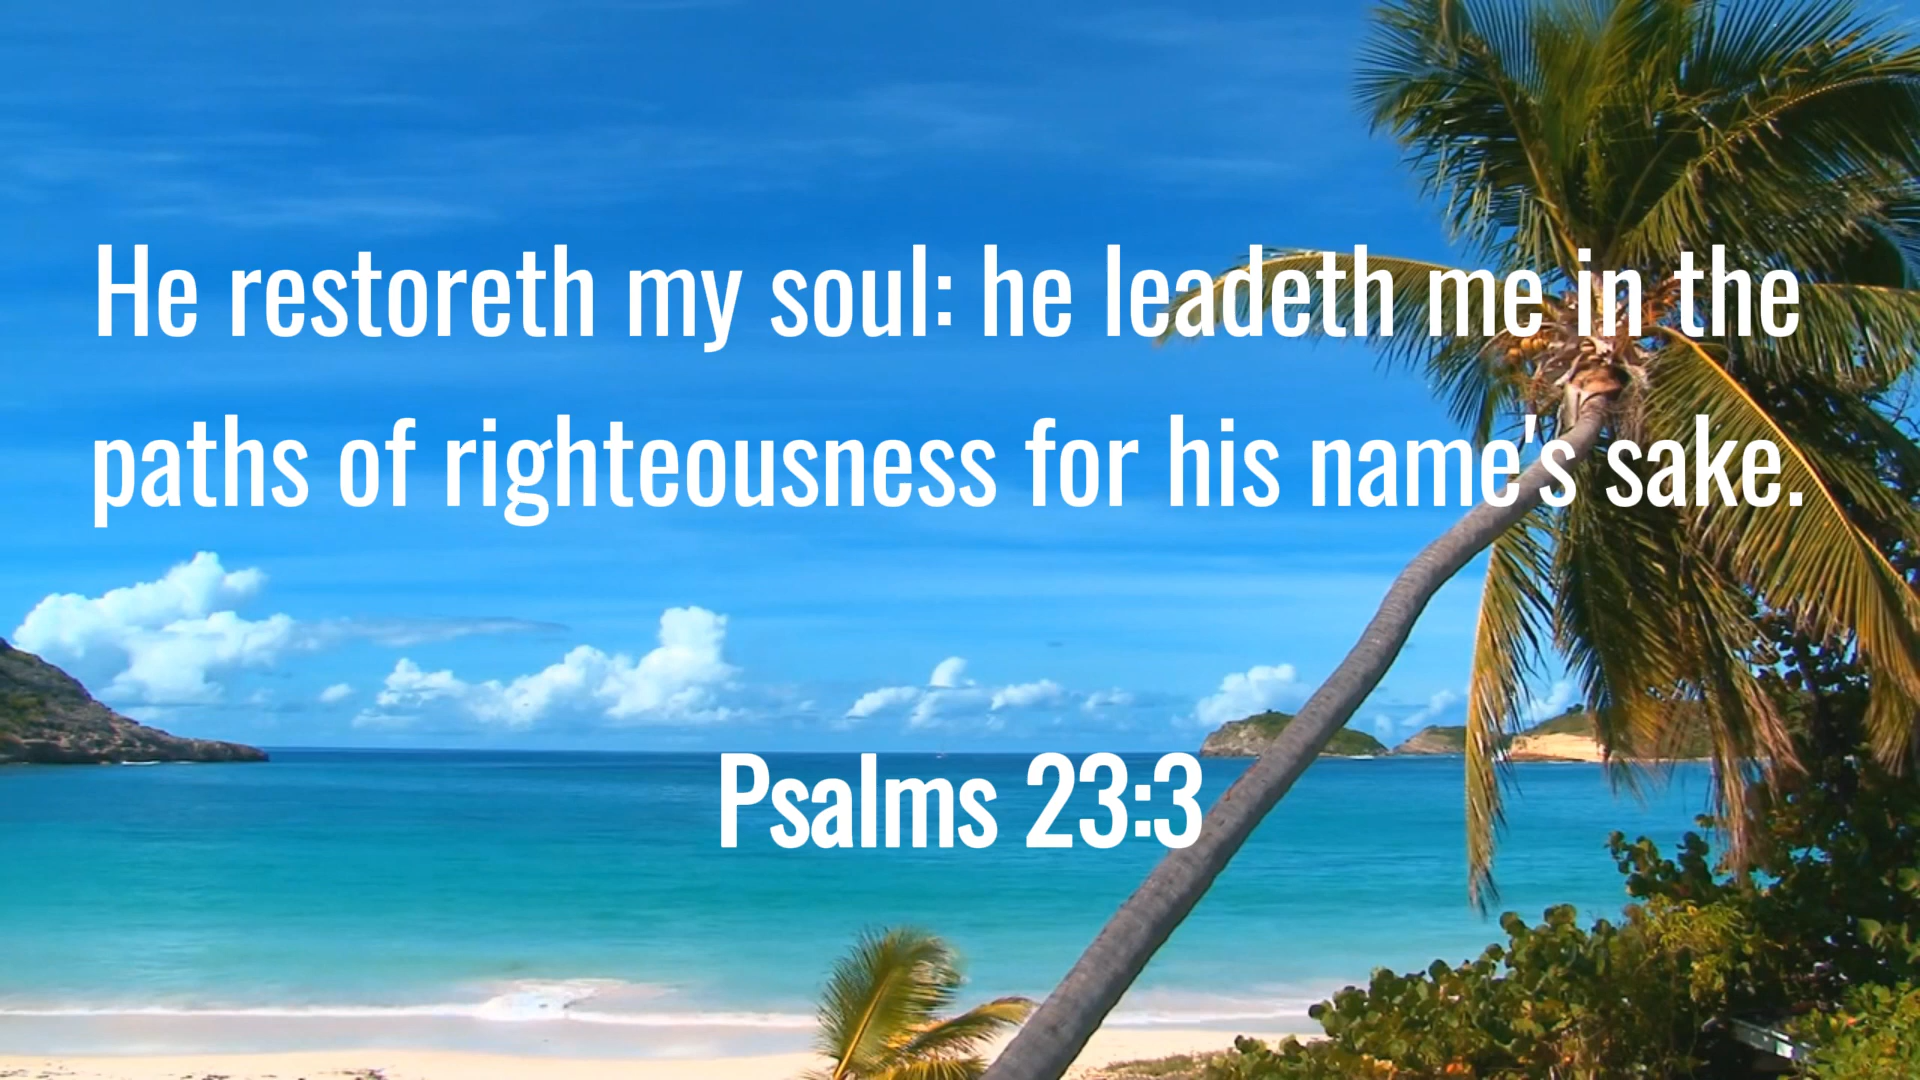 He restoreth my soul: he leadeth me in the
paths of righteousness for his name's sake.
Psalms 23:3